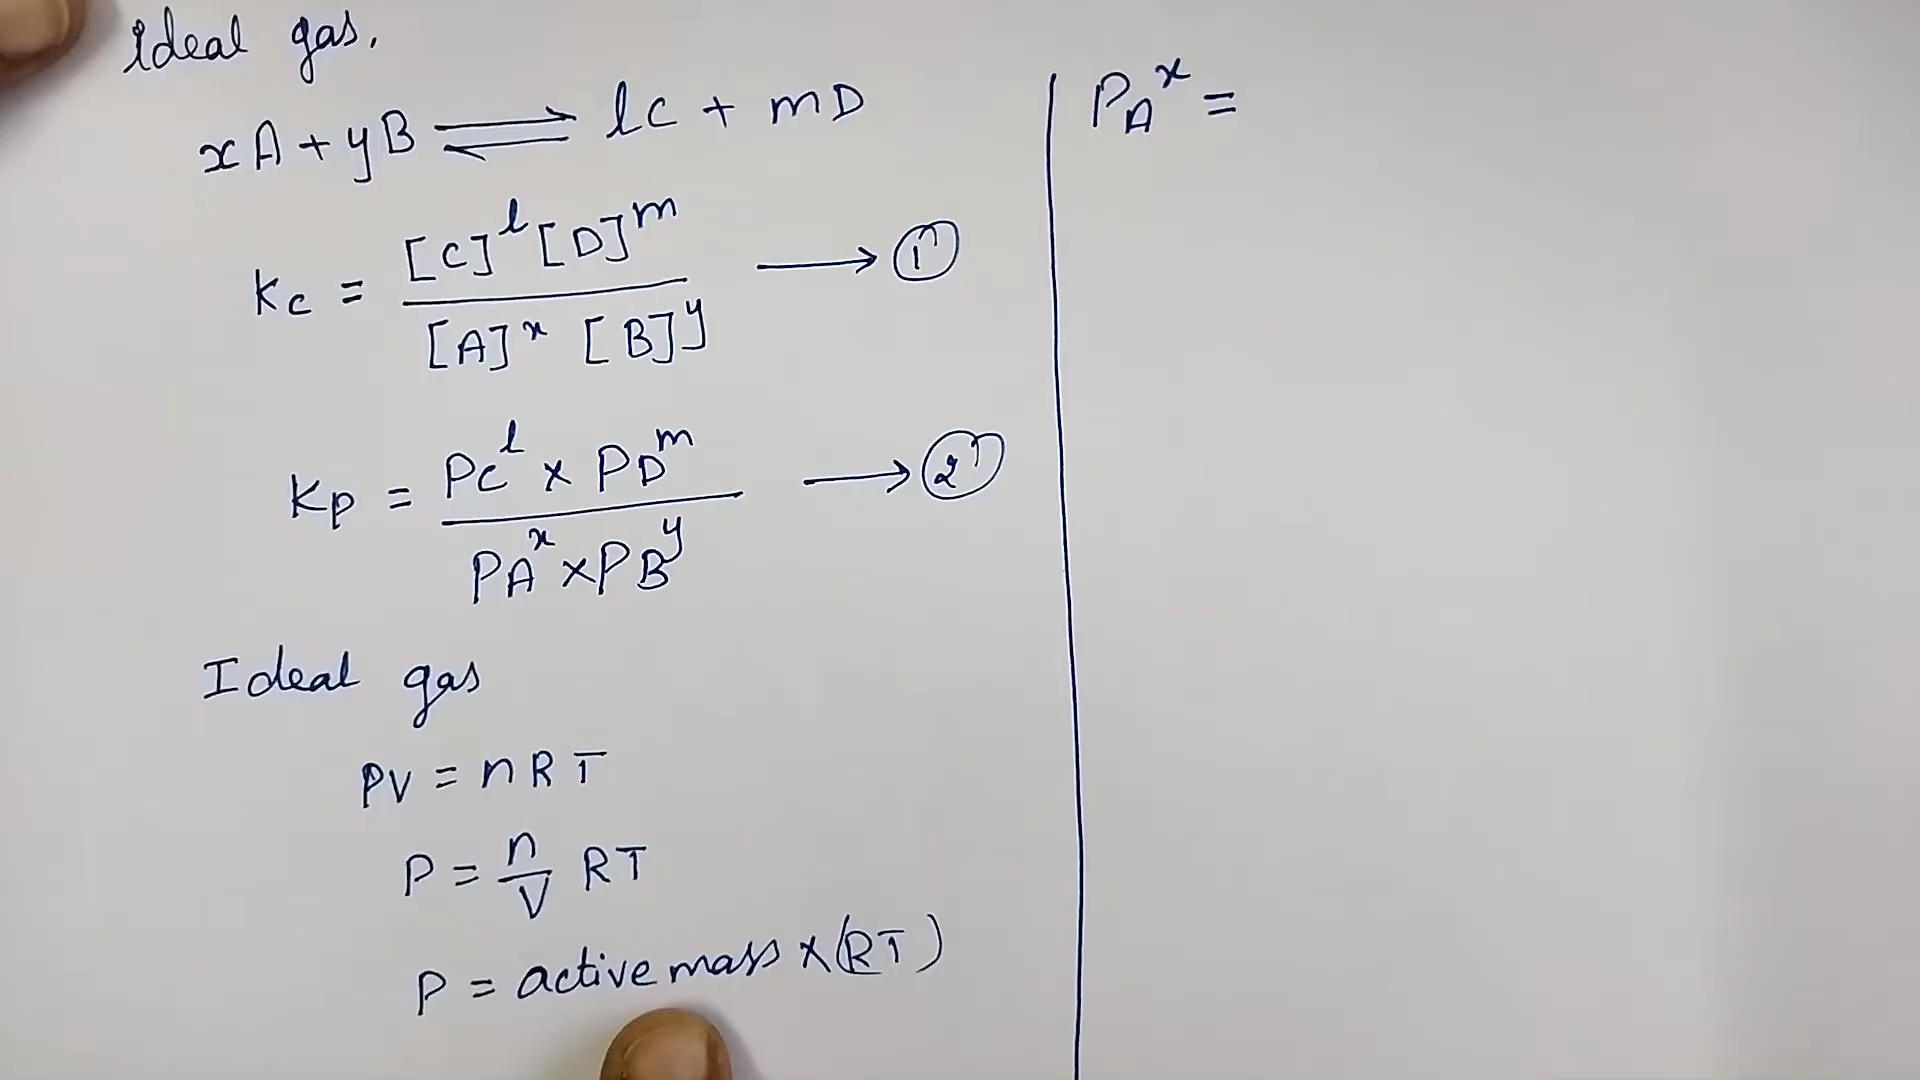 Ideal gas.
xA + yB ⇌ lC + mD
Kc = [C]^l [D]^m / [A]^x [B]^y → ①
Kp = PC^l × PD^m / PA^x × PB^y → ②
Ideal gas
PV = nRT
P = n/V RT
P = active mass × (RT)
P_A^x =